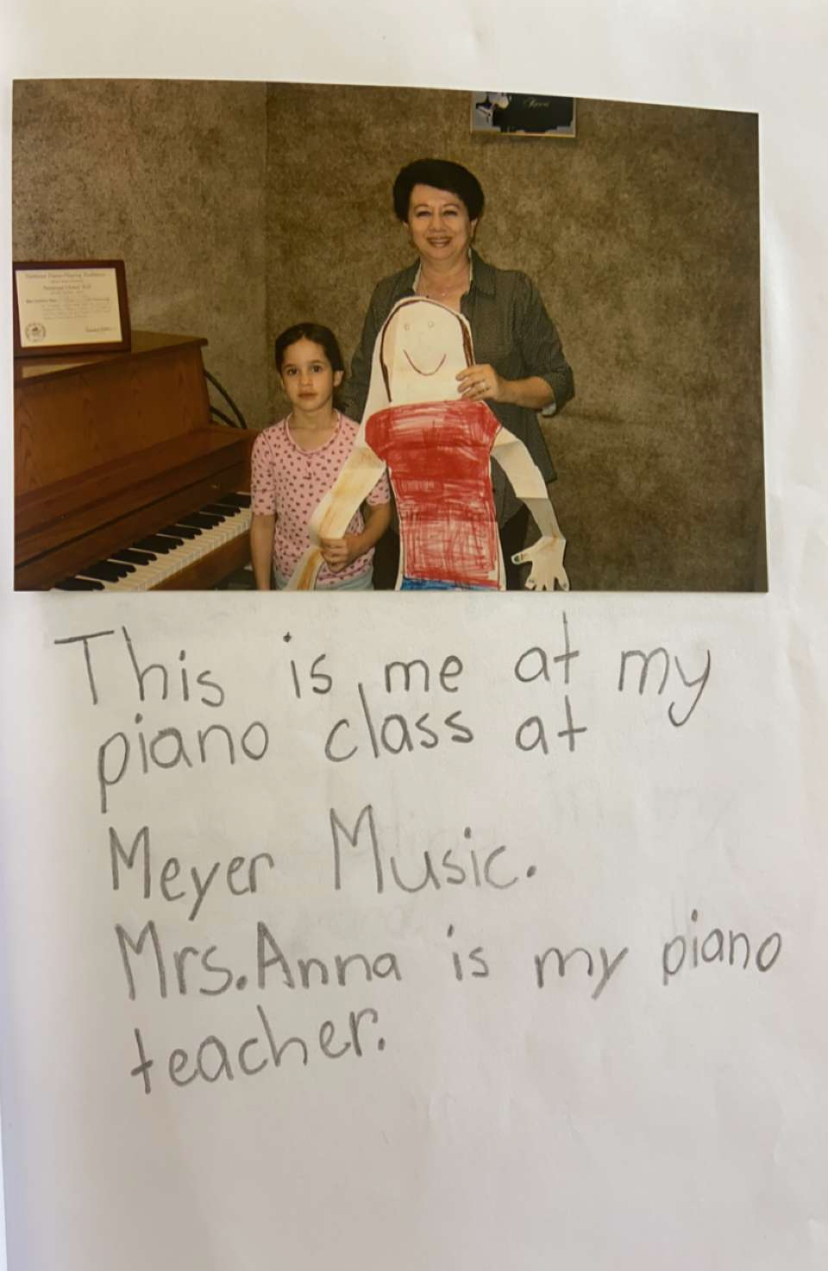 This is me at my
piano class at
Meyer Music.
Mrs. Anna is my piano
teacher.